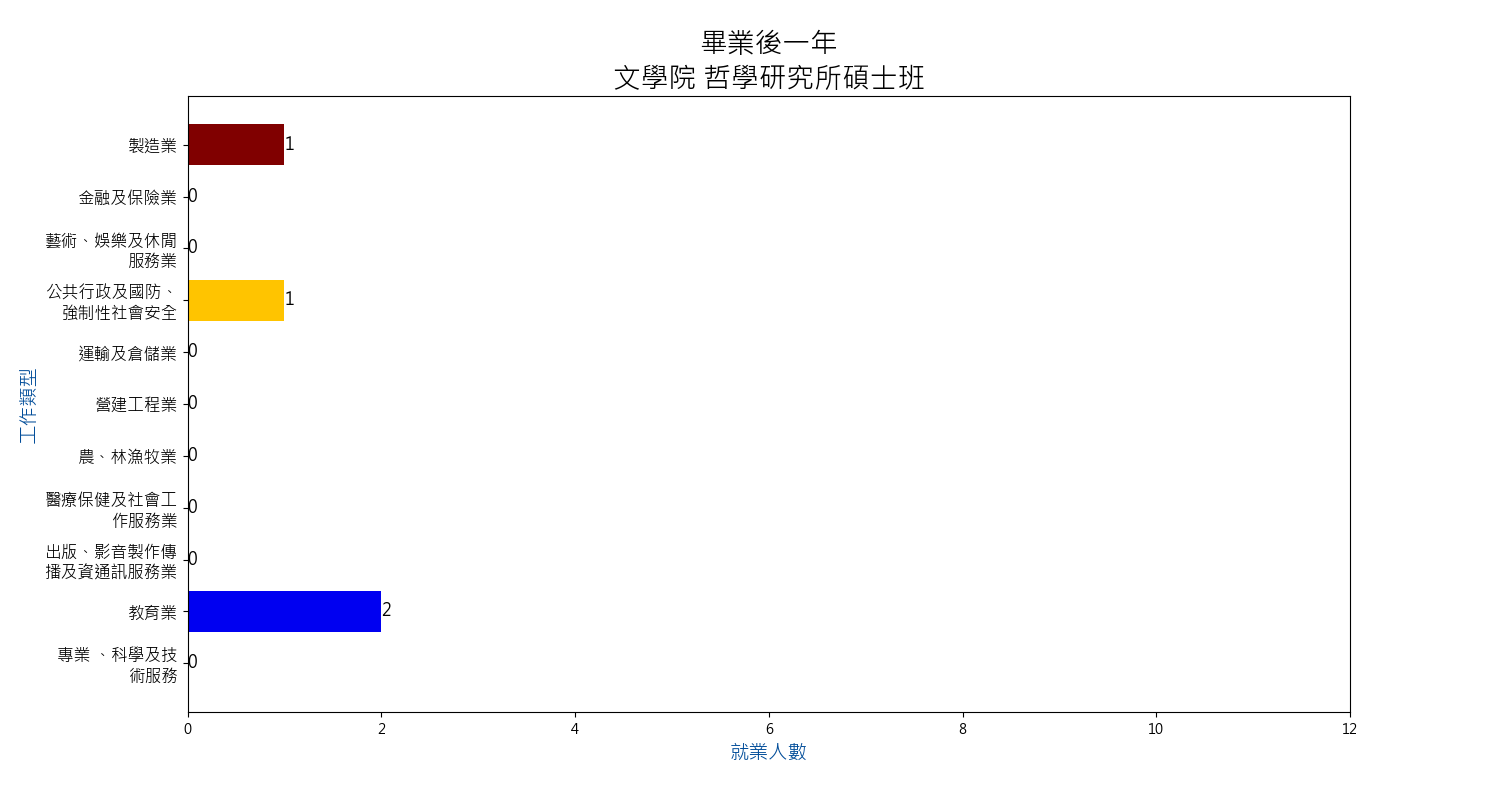 畢業後一年
文學院 哲學研究所碩士班
製造業
1
金融及保險業
0
藝術、娛樂及休閒
服務業
0
公共行政及國防、
強制性社會安全
1
運輸及倉儲業
0
營建工程業
0
農、林漁牧業
0
醫療保健及社會工
作服務業
0
出版、影音製作傳
播及資通訊服務業
0
教育業
2
專業 、科學及技
術服務
0
工作類型
0 2 4 6 8 10 12
就業人數